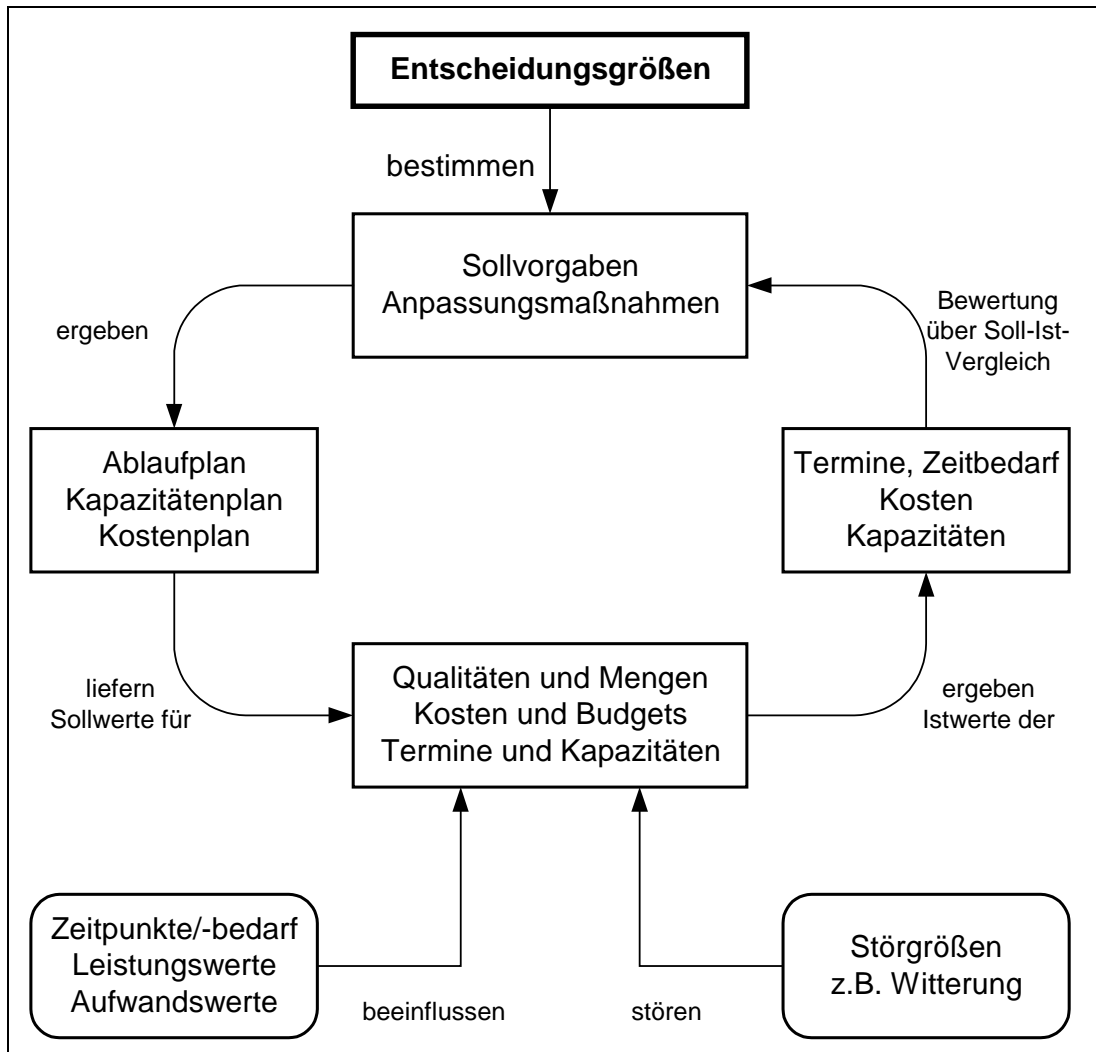 Entscheidungsgrößen
bestimmen
Sollvorgaben
Anpassungsmaßnahmen
ergeben
Bewertung
über Soll-Ist-
Vergleich
Ablaufplan
Kapazitätenplan
Kostenplan
Termine, Zeitbedarf
Kosten
Kapazitäten
liefern
Sollwerte für
Qualitäten und Mengen
Kosten und Budgets
Termine und Kapazitäten
ergeben
Istwerte der
Zeitpunkte/-bedarf
Leistungswerte
Aufwandswerte
beeinflussen
stören
Störgrößen
z.B. Witterung